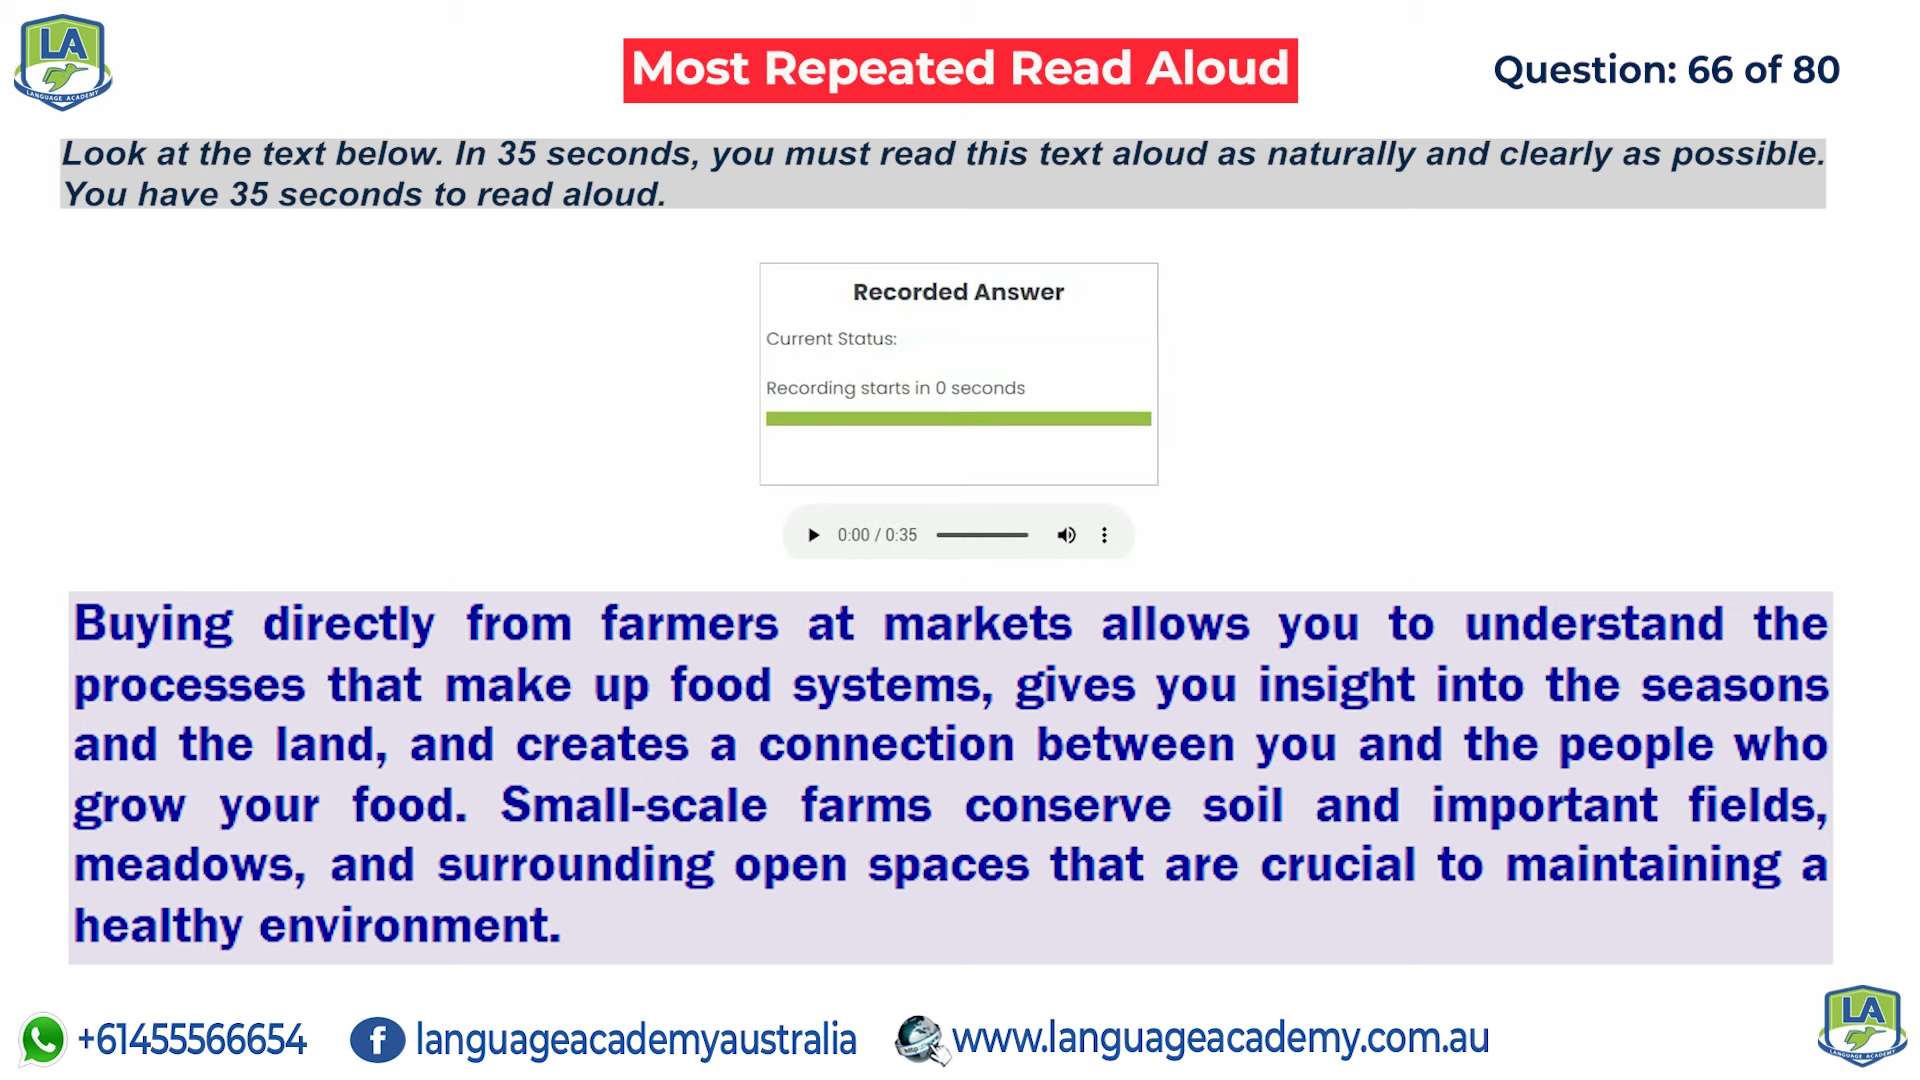 LA
LANGUAGE ACADEMY
Most Repeated Read Aloud
Question: 66 of 80
Look at the text below. In 35 seconds, you must read this text aloud as naturally and clearly as possible.
You have 35 seconds to read aloud.
Recorded Answer
Current Status:
Recording starts in 0 seconds
0:00 / 0:35
Buying directly from farmers at markets allows you to understand the
processes that make up food systems, gives you insight into the seasons
and the land, and creates a connection between you and the people who
grow your food. Small-scale farms conserve soil and important fields,
meadows, and surrounding open spaces that are crucial to maintaining a
healthy environment.
+61455566654
languageacademyaustralia
http
www.languageacademy.com.au
LA
LANGUAGE ACADEMY